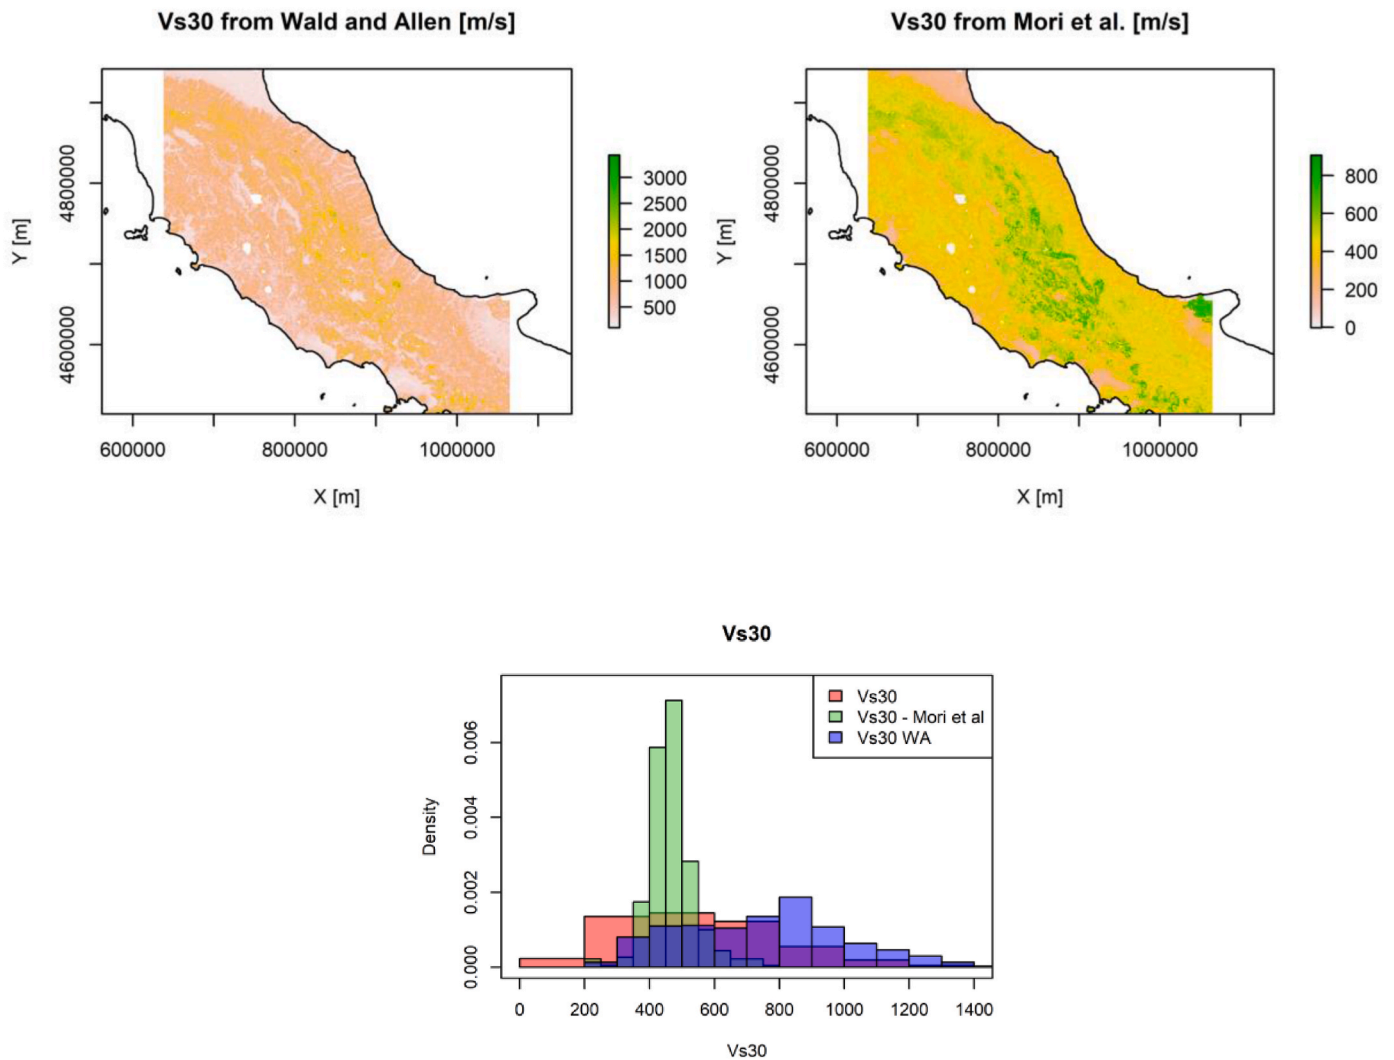 Vs30 from Wald and Allen [m/s]
Y [m]
4800000
4600000
600000 800000 1000000
X [m]
3000
2500
2000
1500
1000
500
Vs30 from Mori et al. [m/s]
Y [m]
4800000
4600000
600000 800000 1000000
X [m]
800
600
400
200
0
Vs30
Density
0.006
0.004
0.002
0.000
0 200 400 600 800 1000 1200 1400
Vs30
Vs30
Vs30 - Mori et al
Vs30 WA